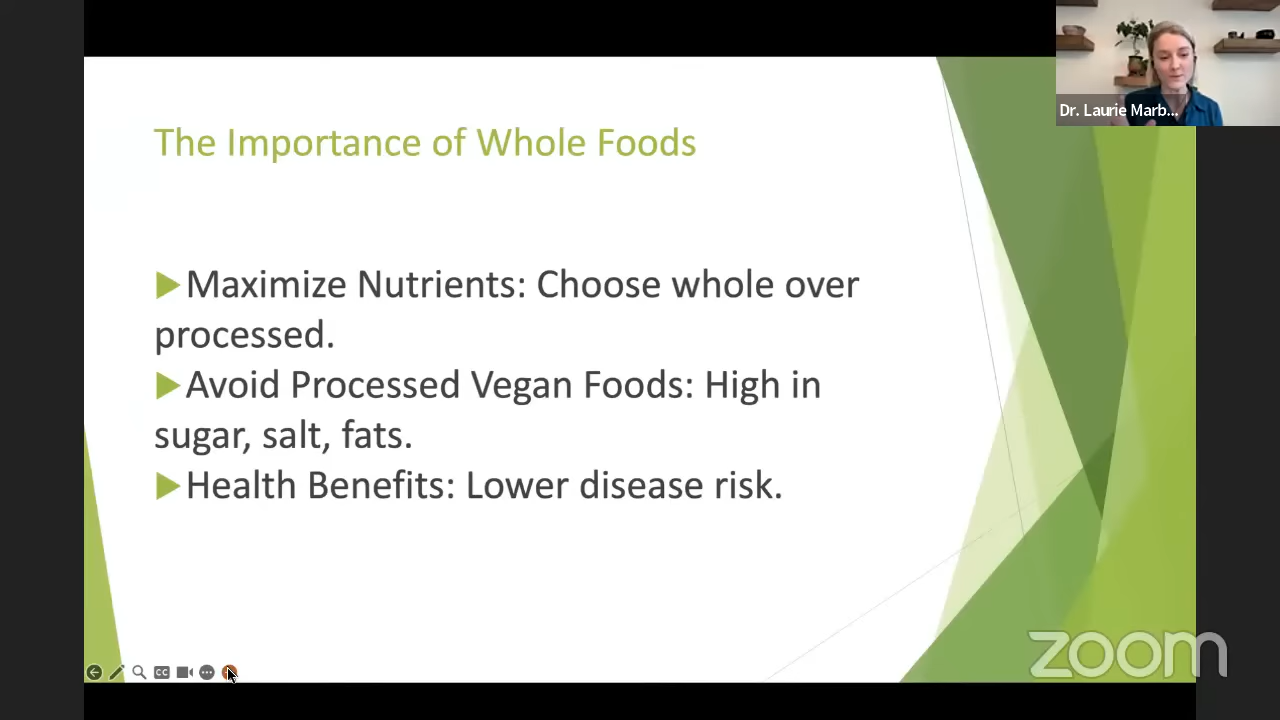 Dr. Laurie Marb...
The Importance of Whole Foods
Maximize Nutrients: Choose whole over
processed.
Avoid Processed Vegan Foods: High in
sugar, salt, fats.
Health Benefits: Lower disease risk.
CC
zoom